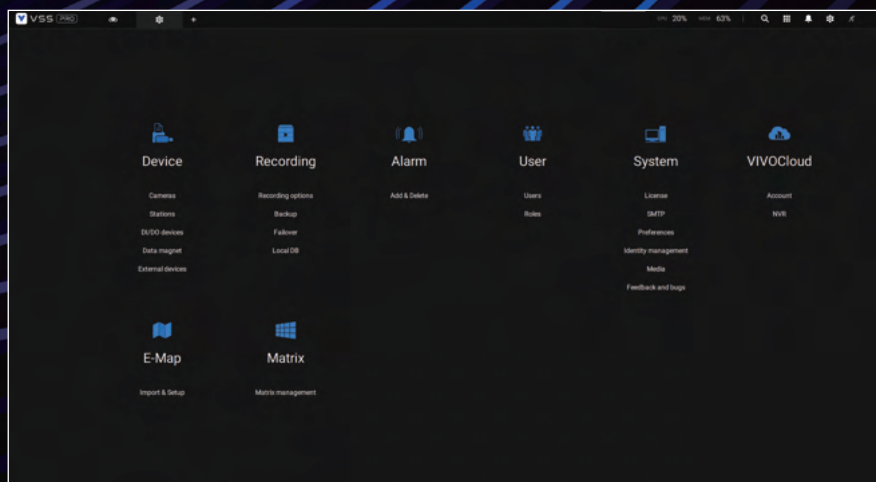 VSS PRO
CPU 20% MEM 63%
Device
Cameras
Stations
DI/DO devices
Data magnet
External devices
Recording
Recording options
Backup
Failover
Local DB
Alarm
Add & Delete
User
Users
Roles
System
License
SMTP
Preferences
Identity management
Media
Feedback and bugs
VIVOCloud
Account
NVR
E-Map
Import & Setup
Matrix
Matrix management